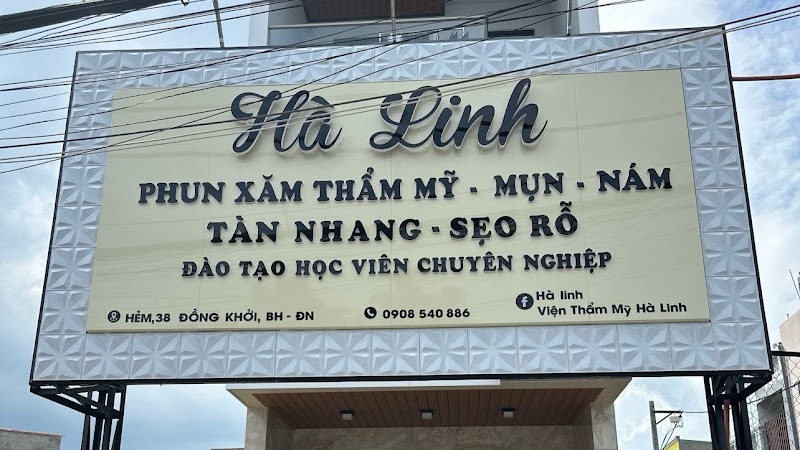 Hà Linh
PHUN XĂM THẨM MỸ - MỤN - NÁM
TÀN NHANG - SẸO RỖ
ĐÀO TẠO HỌC VIÊN CHUYÊN NGHIỆP
HẺM,38 ĐỒNG KHỞI, BH - ĐN
0908 540 886
Hà linh
Viện Thẩm Mỹ Hà Linh